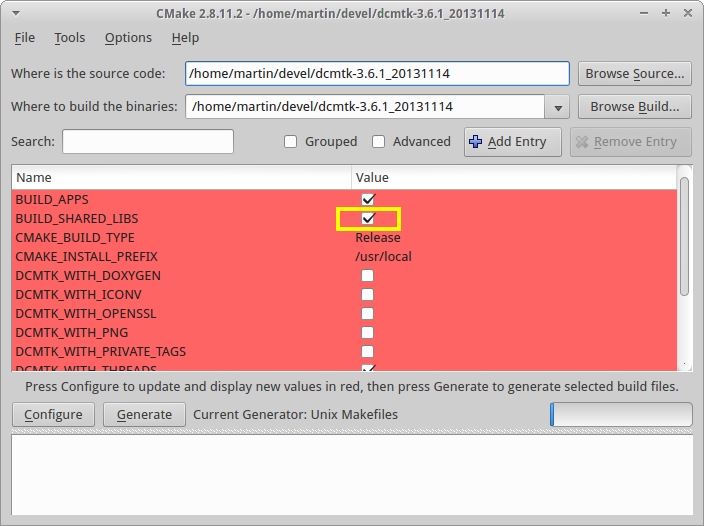 CMake 2.8.11.2 - /home/martin/devel/dcmtk-3.6.1_20131114
File Tools Options Help
Where is the source code: /home/martin/devel/dcmtk-3.6.1_20131114 Browse Source...
Where to build the binaries: /home/martin/devel/dcmtk-3.6.1_20131114 Browse Build...
Search: Grouped Advanced Add Entry Remove Entry
Name Value
BUILD_APPS
BUILD_SHARED_LIBS
CMAKE_BUILD_TYPE Release
CMAKE_INSTALL_PREFIX /usr/local
DCMTK_WITH_DOXYGEN
DCMTK_WITH_ICONV
DCMTK_WITH_OPENSSL
DCMTK_WITH_PNG
DCMTK_WITH_PRIVATE_TAGS
DCMTK_WITH_THREADS
Press Configure to update and display new values in red, then press Generate to generate selected build files.
Configure Generate Current Generator: Unix Makefiles